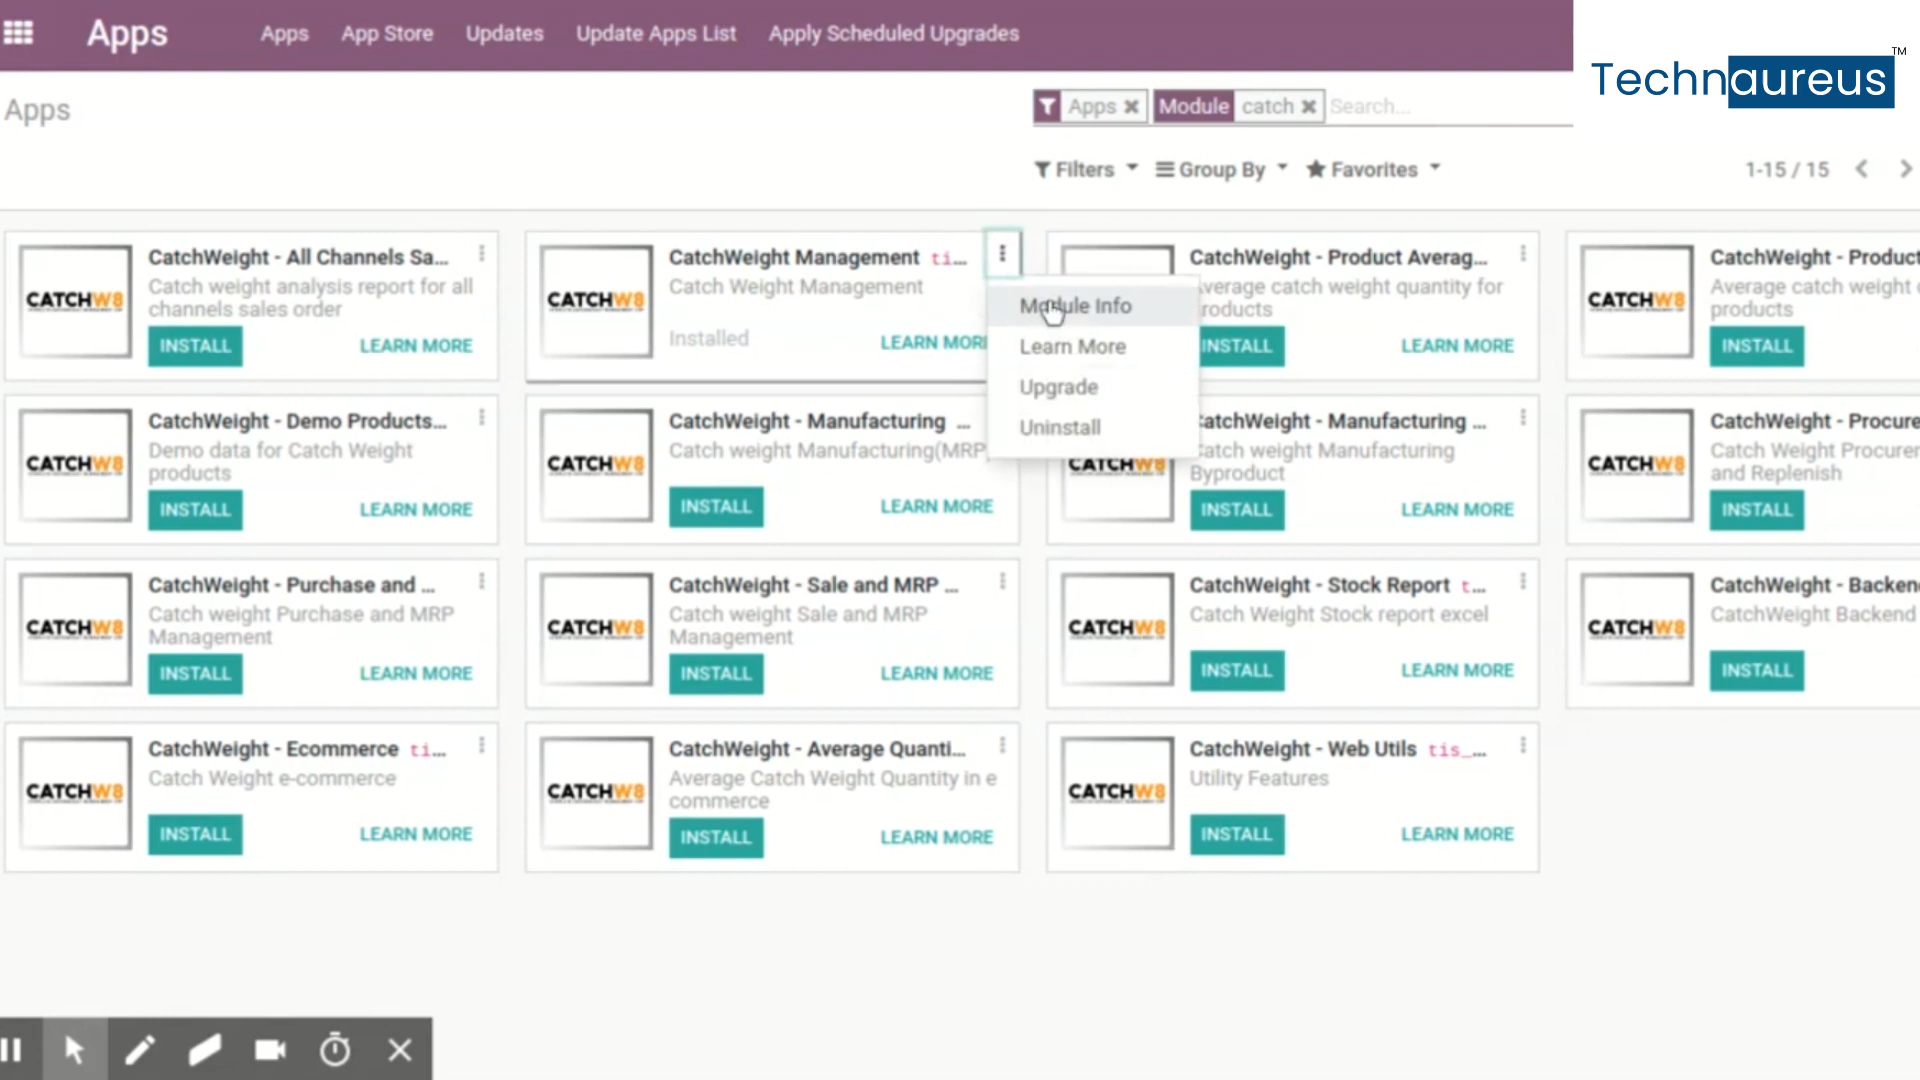 Apps
Apps
App Store
Updates
Update Apps List
Apply Scheduled Upgrades
Technaureus
TM
Apps
Apps
Module
catch
Search...
Filters
Group By
Favorites
1-15 / 15
CatchWeight - All Channels Sa...
Catch weight analysis report for all
channels sales order
INSTALL
LEARN MORE
CATCHW8
CatchWeight Management ti...
Catch Weight Management
Installed
LEARN MORE
CATCHW8
Module Info
Learn More
Upgrade
Uninstall
CatchWeight - Product Averag...
Average catch weight quantity for
products
INSTALL
LEARN MORE
CatchWeight - Product
Average catch weight
products
INSTALL
CATCHW8
CatchWeight - Demo Products...
Demo data for Catch Weight
products
INSTALL
LEARN MORE
CATCHW8
CatchWeight - Manufacturing ...
Catch weight Manufacturing(MRP
INSTALL
LEARN MORE
CATCHW8
CatchWeight - Manufacturing ...
Catch weight Manufacturing
Byproduct
INSTALL
LEARN MORE
CATCHW8
CatchWeight - Procure
Catch Weight Procurer
and Replenish
INSTALL
CATCHW8
CatchWeight - Purchase and ...
Catch weight Purchase and MRP
Management
INSTALL
LEARN MORE
CATCHW8
CatchWeight - Sale and MRP ...
Catch weight Sale and MRP
Management
INSTALL
LEARN MORE
CATCHW8
CatchWeight - Stock Report t...
Catch Weight Stock report excel
INSTALL
LEARN MORE
CATCHW8
CatchWeight - Backen
CatchWeight Backend
INSTALL
CATCHW8
CatchWeight - Ecommerce ti...
Catch Weight e-commerce
INSTALL
LEARN MORE
CATCHW8
CatchWeight - Average Quanti...
Average Catch Weight Quantity in e
commerce
INSTALL
LEARN MORE
CATCHW8
CatchWeight - Web Utils tis_...
Utility Features
INSTALL
LEARN MORE
CATCHW8